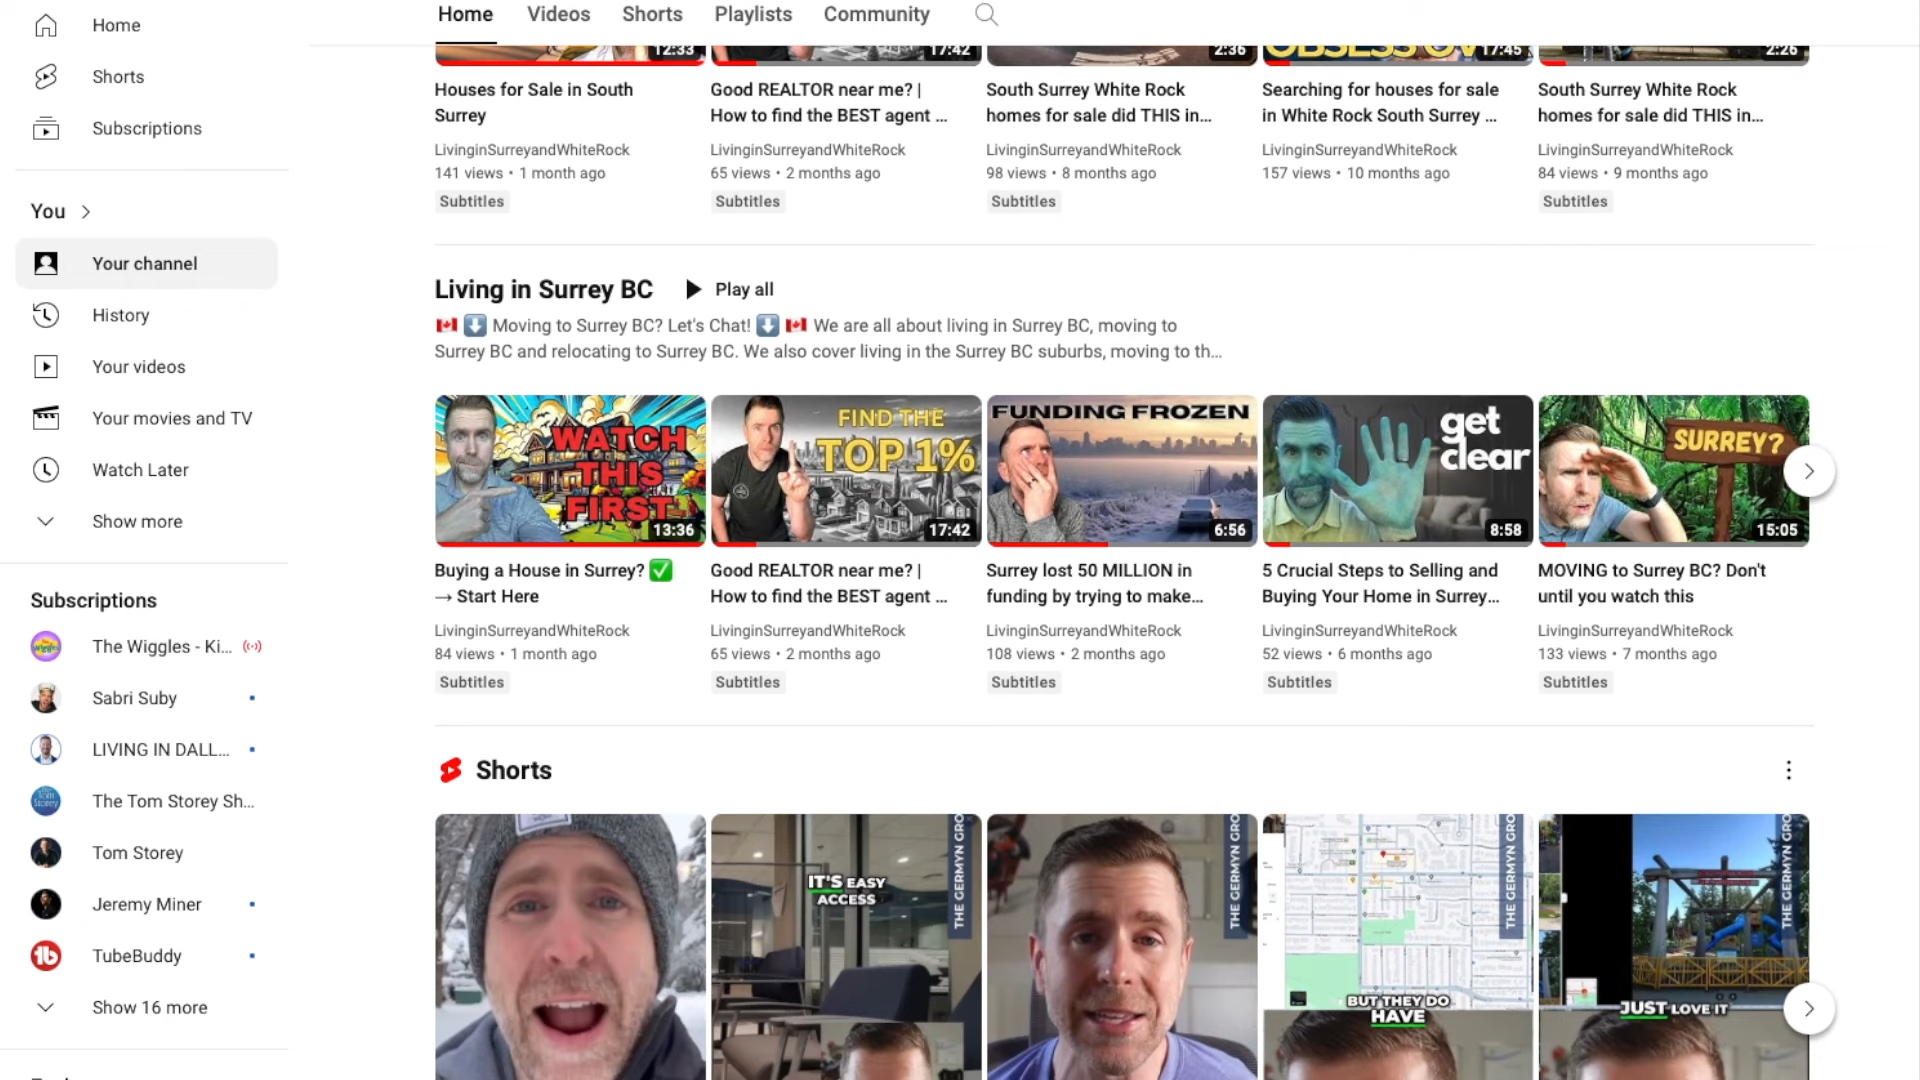 Home
Videos
Shorts
Playlists
Community
Home
Shorts
Subscriptions
You
Your channel
History
Your videos
Your movies and TV
Watch Later
Show more
Subscriptions
The Wiggles - Ki...
Sabri Suby
LIVING IN DALL...
The Tom Storey Sh...
Tom Storey
Jeremy Miner
TubeBuddy
Show 16 more
12:33
17:42
2:36
OBSESS OV
17:45
2:26
Houses for Sale in South
Surrey
LivinginSurreyandWhiteRock
141 views • 1 month ago
Subtitles
Good REALTOR near me? |
How to find the BEST agent ...
LivinginSurreyandWhiteRock
65 views • 2 months ago
Subtitles
South Surrey White Rock
homes for sale did THIS in...
LivinginSurreyandWhiteRock
98 views • 8 months ago
Subtitles
Searching for houses for sale
in White Rock South Surrey ...
LivinginSurreyandWhiteRock
157 views • 10 months ago
South Surrey White Rock
homes for sale did THIS in...
LivinginSurreyandWhiteRock
84 views • 9 months ago
Subtitles
Living in Surrey BC
Play all
🇨🇦 ⬇️ Moving to Surrey BC? Let's Chat! ⬇️ 🇨🇦 We are all about living in Surrey BC, moving to
Surrey BC and relocating to Surrey BC. We also cover living in the Surrey BC suburbs, moving to th...
WATCH
THIS
FIRST
13:36
FIND THE
TOP 1%
17:42
FUNDING FROZEN
6:56
get
clear
8:58
SURREY?
15:05
Buying a House in Surrey? ✅
→ Start Here
LivinginSurreyandWhiteRock
84 views • 1 month ago
Subtitles
Good REALTOR near me? |
How to find the BEST agent ...
LivinginSurreyandWhiteRock
65 views • 2 months ago
Subtitles
Surrey lost 50 MILLION in
funding by trying to make...
LivinginSurreyandWhiteRock
108 views • 2 months ago
Subtitles
5 Crucial Steps to Selling and
Buying Your Home in Surrey...
LivinginSurreyandWhiteRock
52 views • 6 months ago
Subtitles
MOVING to Surrey BC? Don't
until you watch this
LivinginSurreyandWhiteRock
133 views • 7 months ago
Subtitles
Shorts
IT'S EASY
ACCESS
THE GERMYN GRO
THE GERMYN GRO
BUT THEY DO
HAVE
THE GERMYN GRO
JUST LOVE IT
THE GERMYN GRO